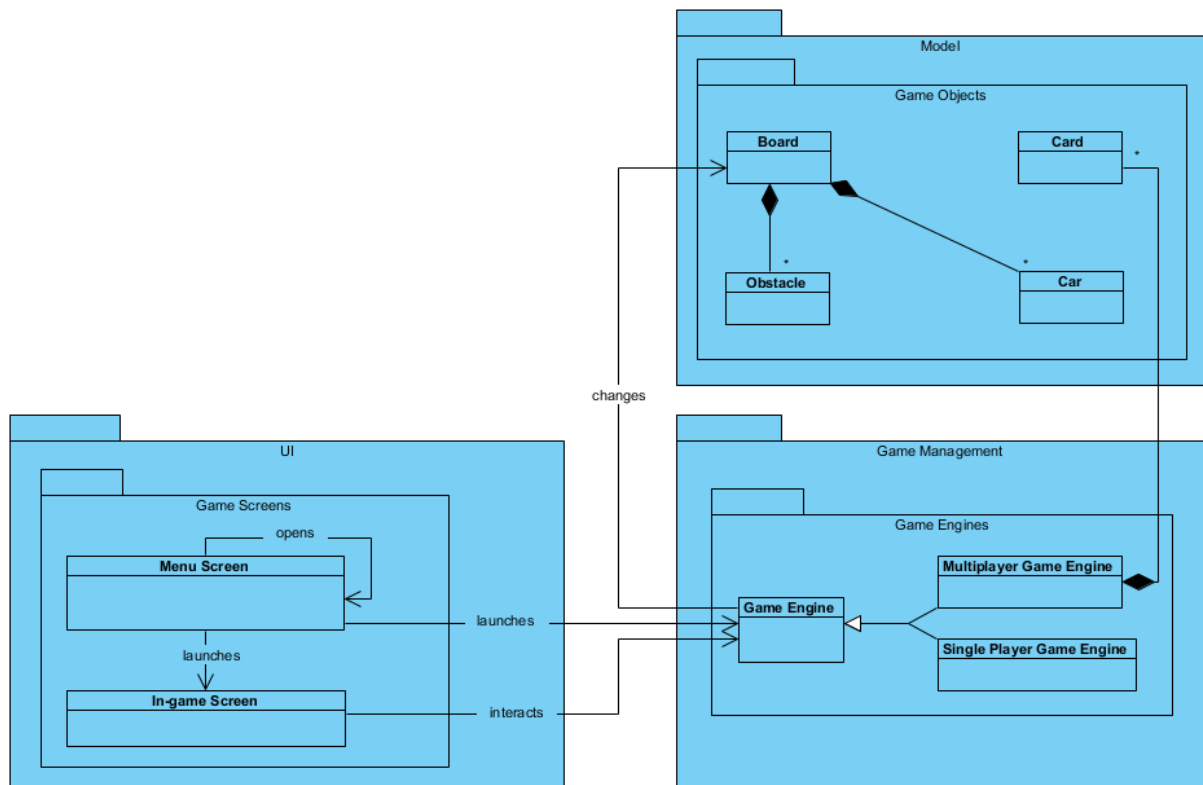 Model
Game Objects
Board
Card
*
*
*
Obstacle
Car
changes
UI
Game Management
Game Screens
Game Engines
opens
Menu Screen
Multiplayer Game Engine
Game Engine
launches
launches
Single Player Game Engine
In-game Screen
interacts